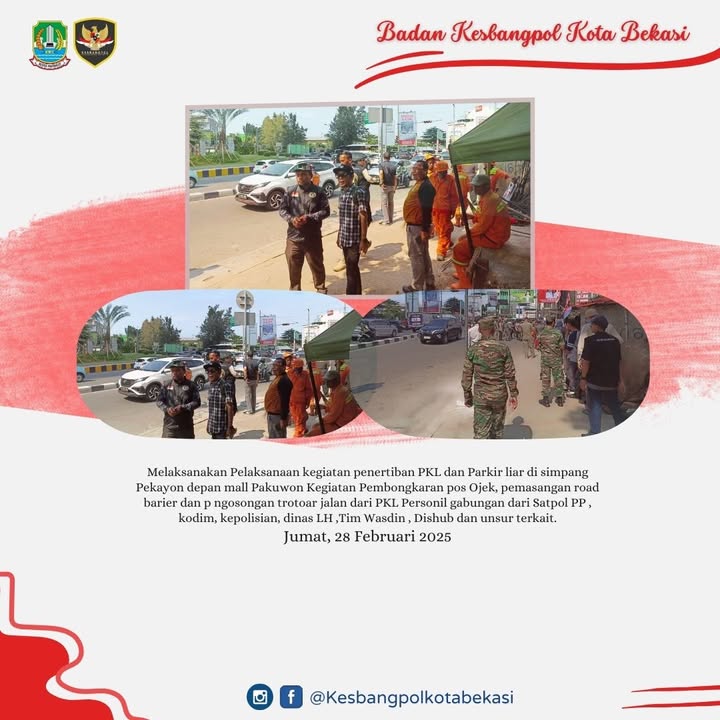 Badan Kesbangpol Kota Bekasi
Melaksanakan Pelaksanaan kegiatan penertiban PKL dan Parkir liar di simpang
Pekayon depan mall Pakuwon Kegiatan Pembongkaran pos Ojek, pemasangan road
barier dan p ngosongan trotoar jalan dari PKL Personil gabungan dari Satpol PP ,
kodim, kepolisian, dinas LH ,Tim Wasdin , Dishub dan unsur terkait.
Jumat, 28 Februari 2025
@Kesbangpolkotabekasi